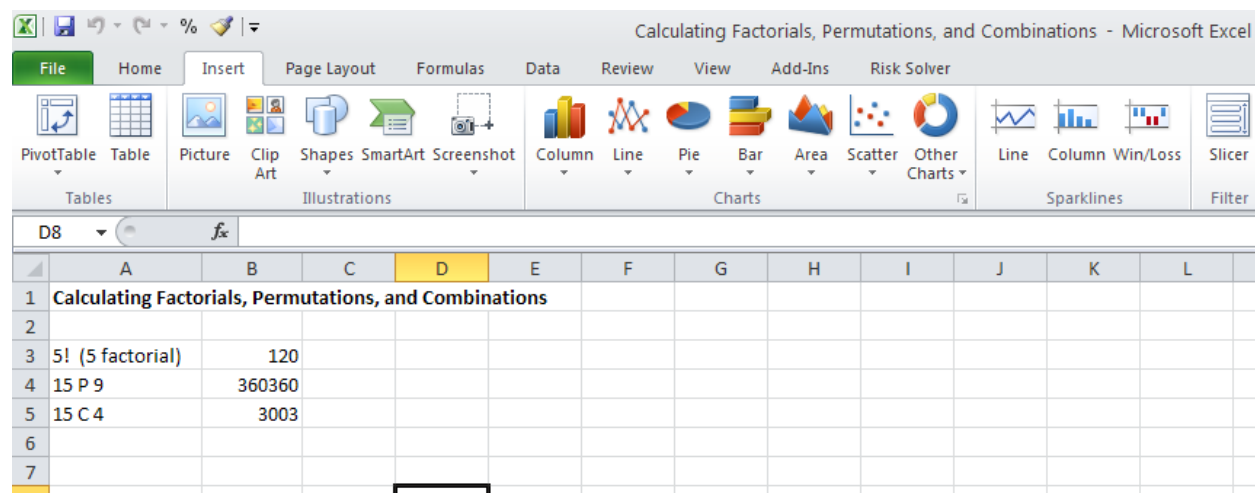 % Calculating Factorials, Permutations, and Combinations - Microsoft Excel
File Home Insert Page Layout Formulas Data Review View Add-Ins Risk Solver
PivotTable Table Picture Clip Art Shapes SmartArt Screenshot Column Line Pie Bar Area Scatter Other Charts Line Column Win/Loss Slicer
Tables Illustrations Charts Sparklines Filter
D8 fx
A B C D E F G H I J K L
1 Calculating Factorials, Permutations, and Combinations
2
3 5! (5 factorial) 120
4 15 P 9 360360
5 15 C 4 3003
6
7